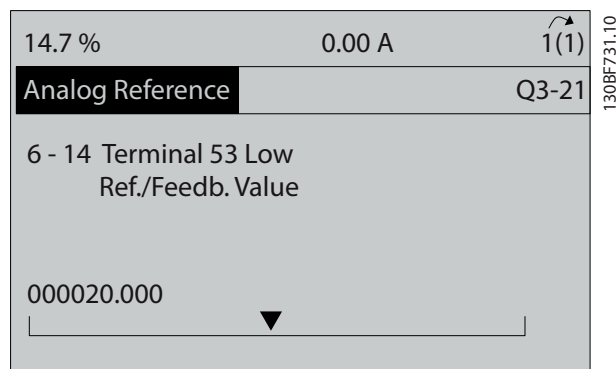 14.7 % 0.00 A 1(1)
Analog Reference Q3-21
6 - 14 Terminal 53 Low
Ref./Feedb. Value
000020.000
130BF731.10